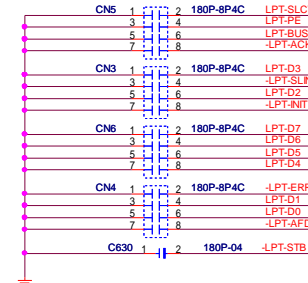 CN5 1 2 180P-8P4C LPT-SLC
3 4 LPT-PE
5 6 LPT-BUS
7 8 -LPT-ACK
CN3 1 2 180P-8P4C LPT-D3
3 4 -LPT-SLIN
5 6 LPT-D2
7 8 -LPT-INIT
CN6 1 2 180P-8P4C LPT-D7
3 4 LPT-D6
5 6 LPT-D5
7 8 LPT-D4
CN4 1 2 180P-8P4C -LPT-ERR
3 4 LPT-D1
5 6 LPT-D0
7 8 -LPT-AFD
C630 1 2 180P-04 -LPT-STB